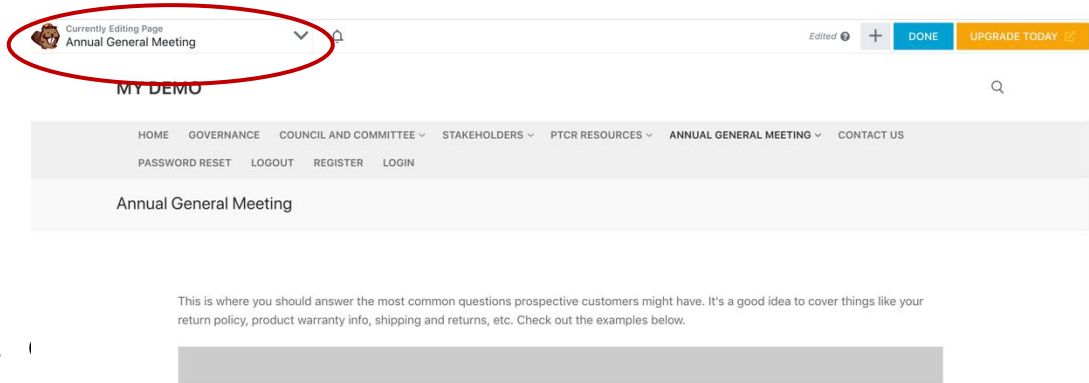 Currently Editing Page
Annual General Meeting
Edited
DONE
UPGRADE TODAY
MY DEMO
HOME GOVERNANCE COUNCIL AND COMMITTEE STAKEHOLDERS PTCR RESOURCES ANNUAL GENERAL MEETING CONTACT US
PASSWORD RESET LOGOUT REGISTER LOGIN
Annual General Meeting
This is where you should answer the most common questions prospective customers might have. It's a good idea to cover things like your
return policy, product warranty info, shipping and returns, etc. Check out the examples below.